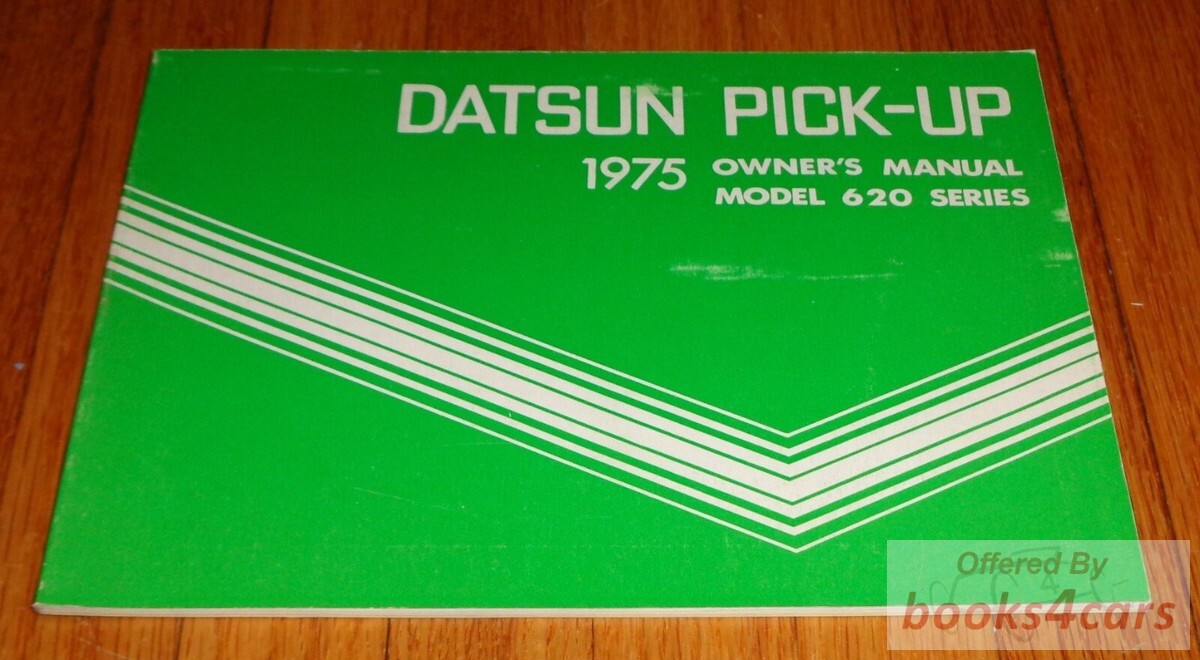 DATSUN PICK-UP
1975 OWNER'S MANUAL
MODEL 620 SERIES
Offered By
books4cars